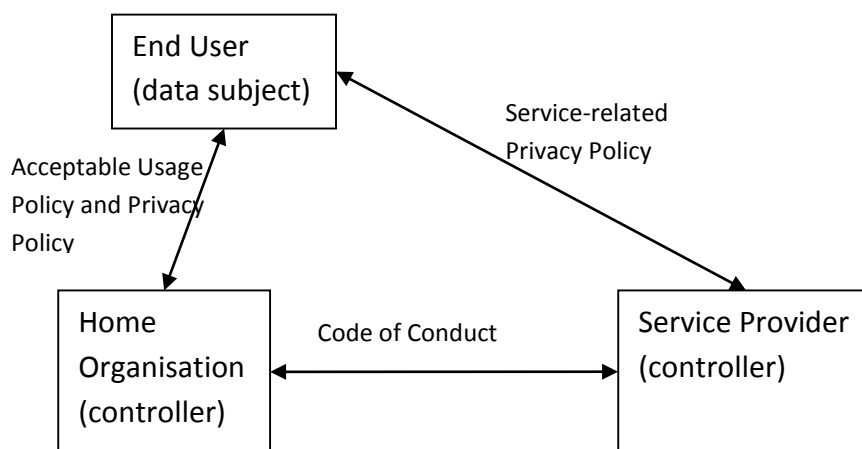 End User
(data subject)
Service-related
Privacy Policy
Acceptable Usage
Policy and Privacy
Policy
Home
Organisation
(controller)
Code of Conduct
Service Provider
(controller)